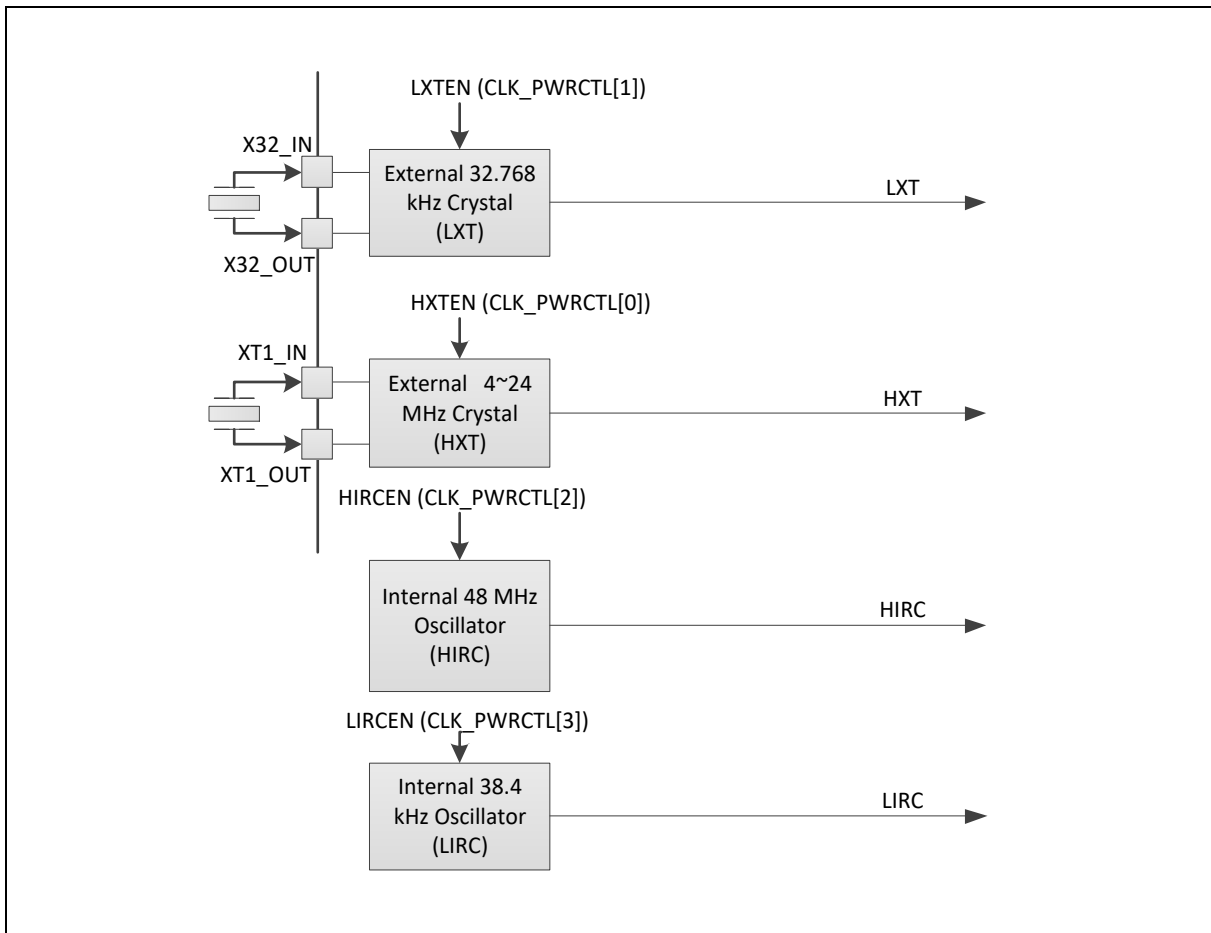 LXTEN (CLK_PWRCTL[1])
X32_IN
External 32.768
kHz Crystal
(LXT)
LXT
X32_OUT
HXTEN (CLK_PWRCTL[0])
XT1_IN
External 4~24
MHz Crystal
(HXT)
HXT
XT1_OUT
HIRCEN (CLK_PWRCTL[2])
Internal 48 MHz
Oscillator
(HIRC)
HIRC
LIRCEN (CLK_PWRCTL[3])
Internal 38.4
kHz Oscillator
(LIRC)
LIRC